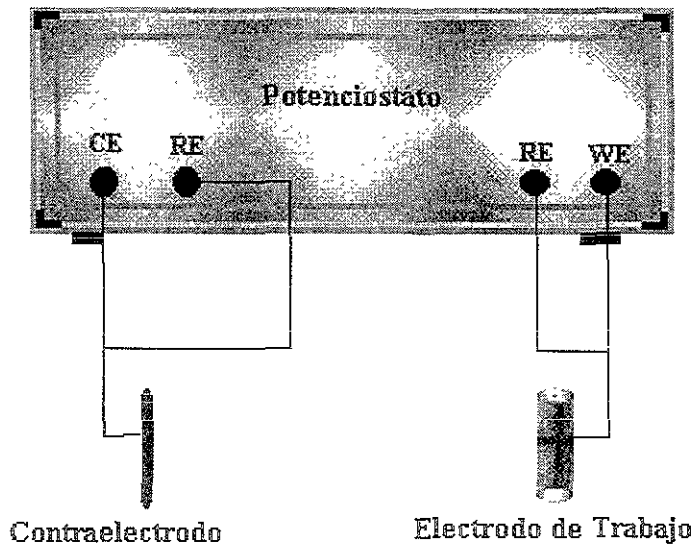 Potenciostato
CE RE RE WE
Contraelectrodo
Electrodo de Trabajo